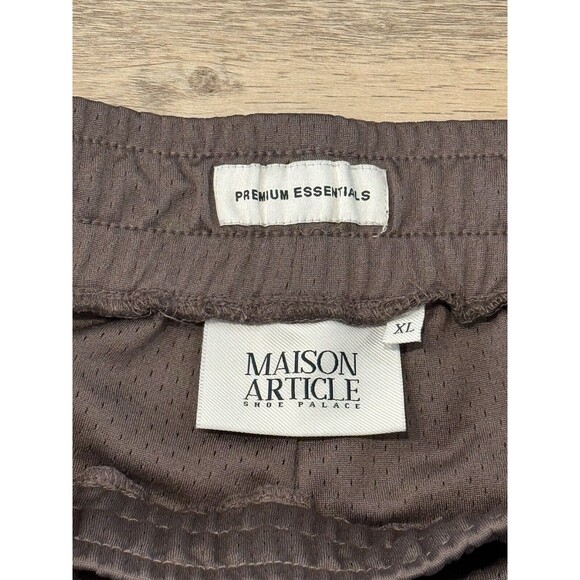 PREMIUM ESSENTIALS
XL
MAISON
ARTICLE
SHOE PALACE